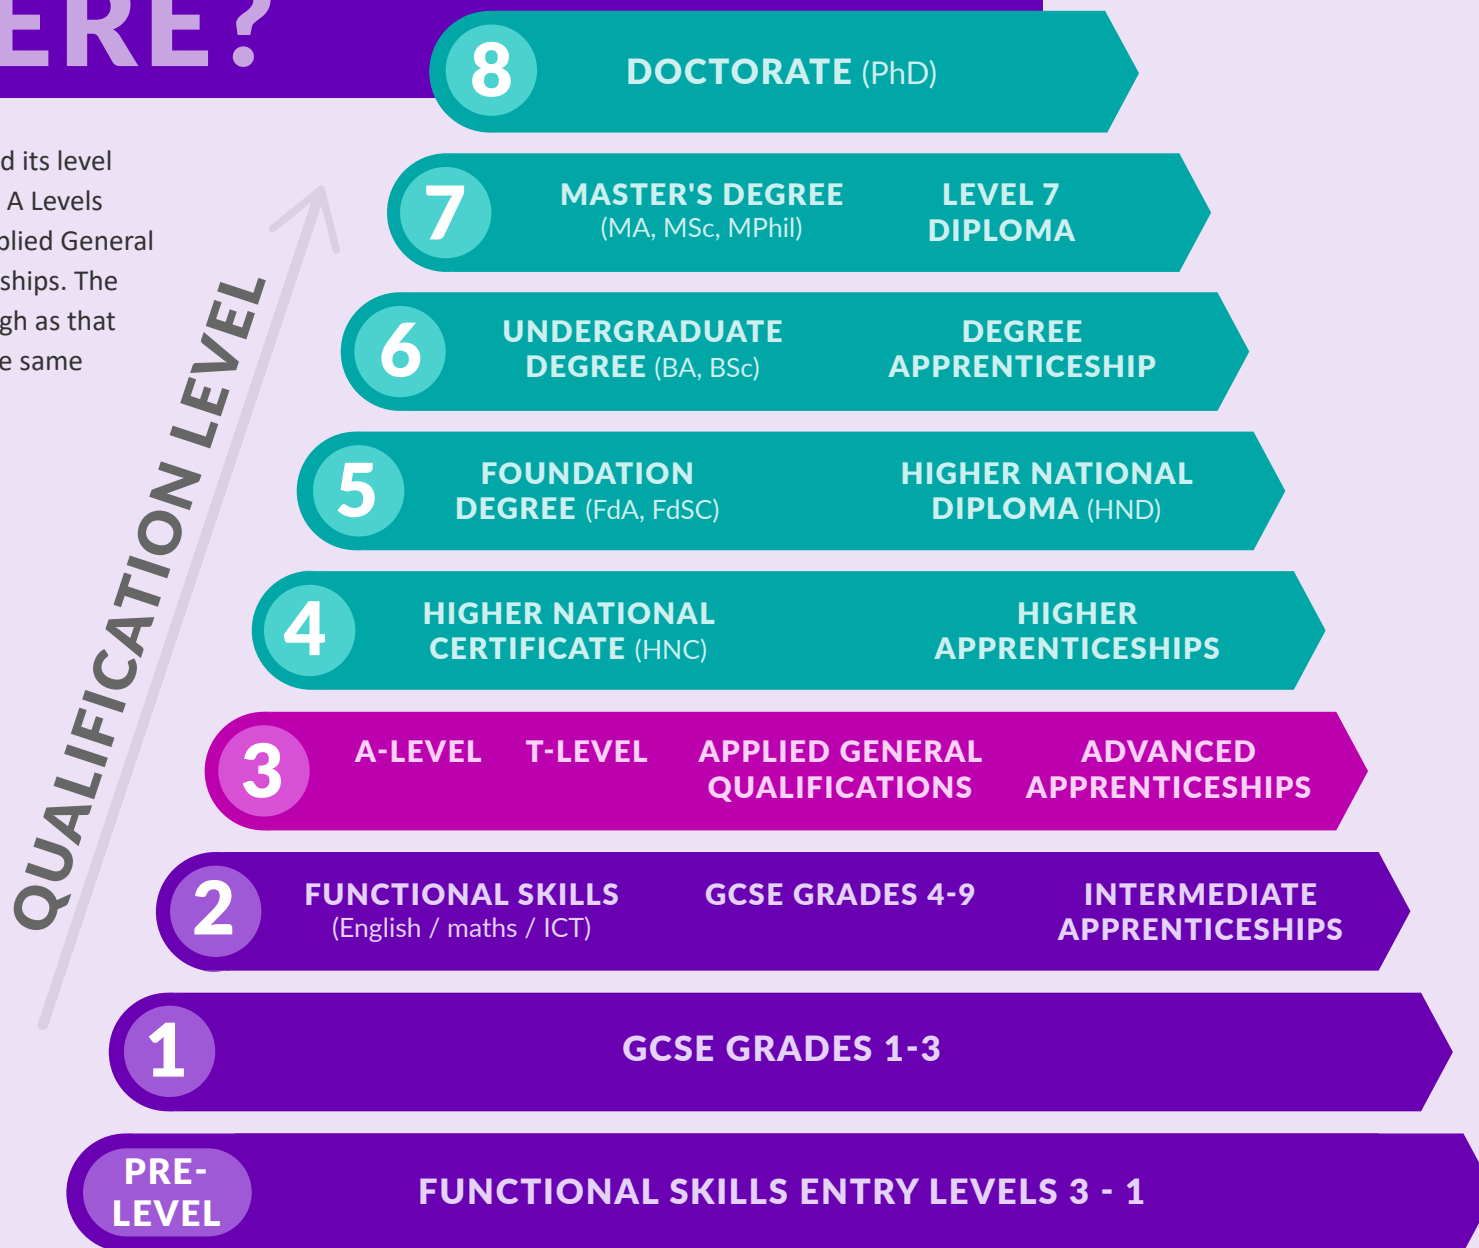 ERE?
d its level
A Levels
plied General
ships. The
gh as that
e same
QUALIFICATION LEVEL
8
DOCTORATE (PhD)
7
MASTER'S DEGREE
(MA, MSc, MPhil)
LEVEL 7
DIPLOMA
6
UNDERGRADUATE
DEGREE (BA, BSc)
DEGREE
APPRENTICESHIP
5
FOUNDATION
DEGREE (FdA, FdSC)
HIGHER NATIONAL
DIPLOMA (HND)
4
HIGHER NATIONAL
CERTIFICATE (HNC)
HIGHER
APPRENTICESHIPS
3
A-LEVEL
T-LEVEL
APPLIED GENERAL
QUALIFICATIONS
ADVANCED
APPRENTICESHIPS
2
FUNCTIONAL SKILLS
(English / maths / ICT)
GCSE GRADES 4-9
INTERMEDIATE
APPRENTICESHIPS
1
GCSE GRADES 1-3
PRE-
LEVEL
FUNCTIONAL SKILLS ENTRY LEVELS 3 - 1